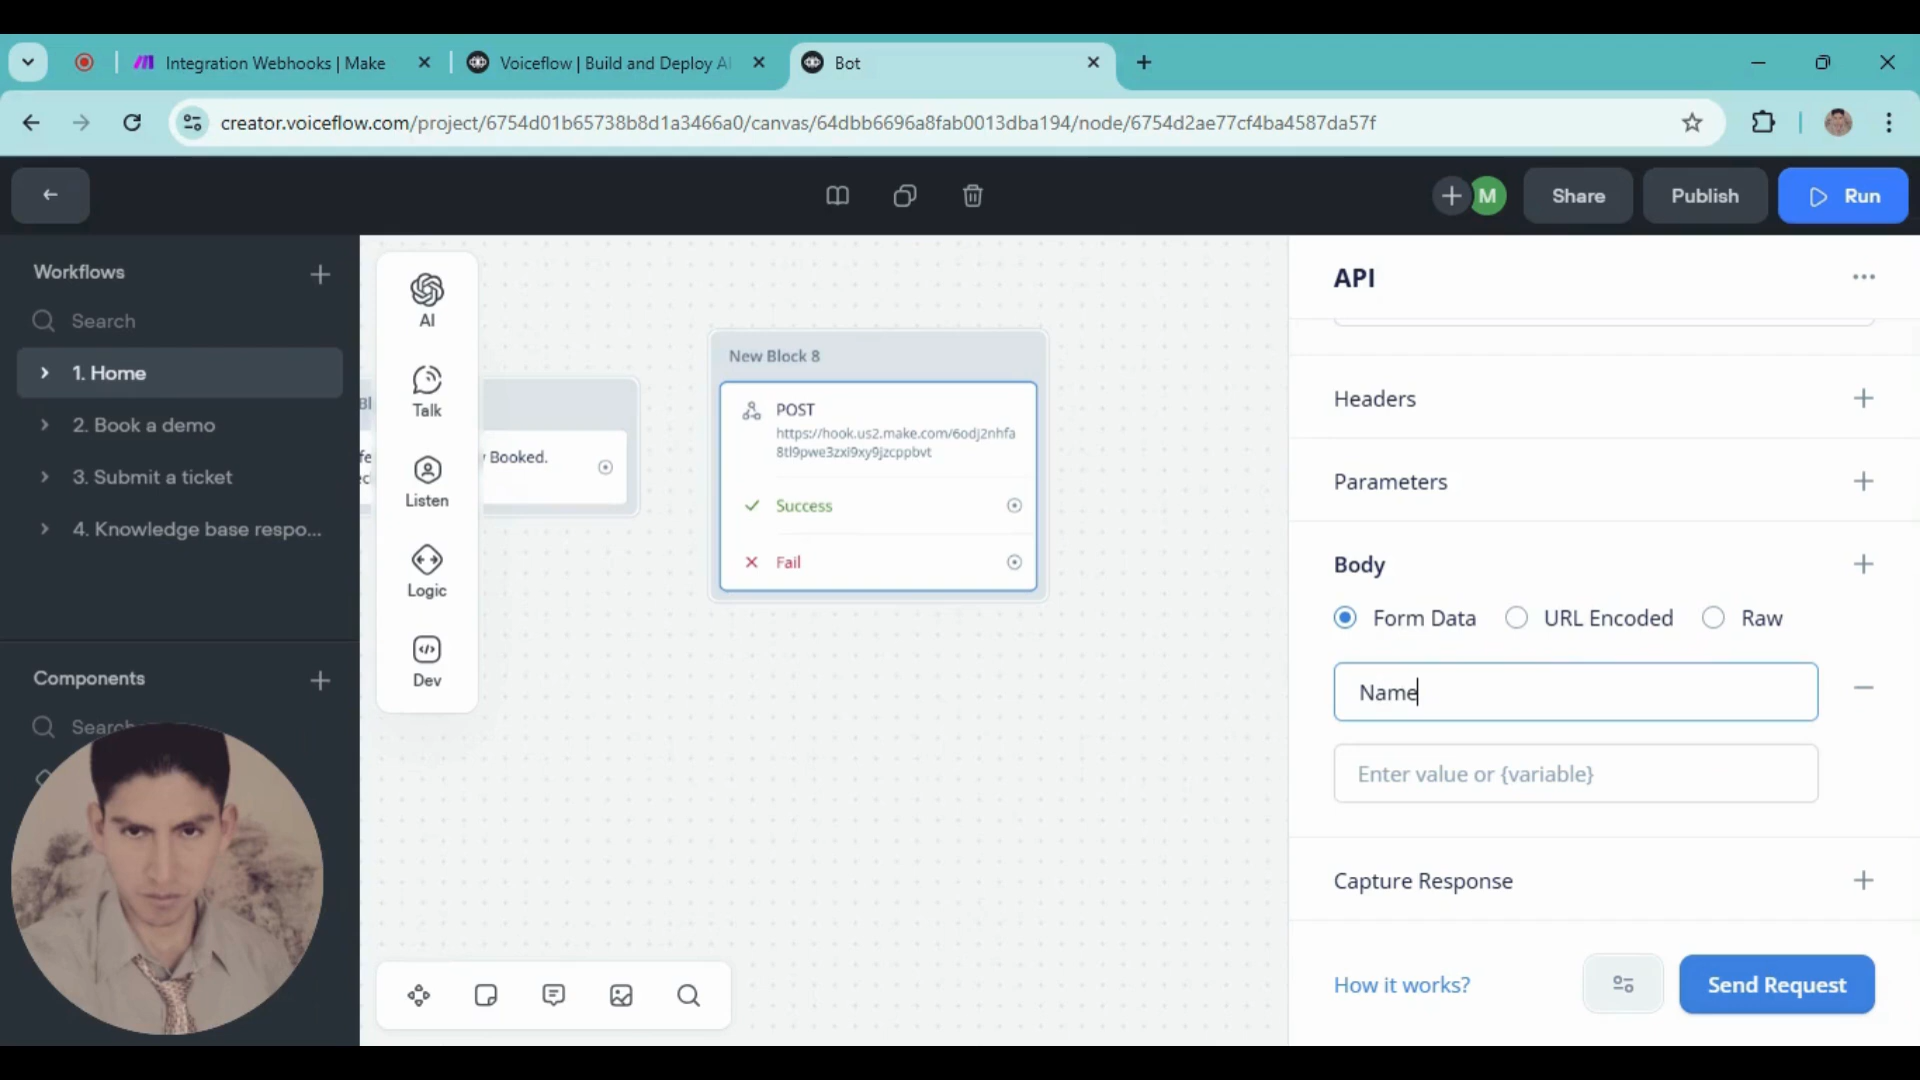 Integration Webhooks | Make
Voiceflow | Build and Deploy AI
Bot
creator.voiceflow.com/project/6754d01b65738b8d1a3466a0/canvas/64dbb6696a8fab0013dba194/node/6754d2ae77cf4ba4587da57f
M
Share
Publish
Run
Workflows
Search
1. Home
2. Book a demo
3. Submit a ticket
4. Knowledge base respo...
Components
Search
AI
Talk
Listen
Logic
Dev
Booked.
New Block 8
POST
https://hook.us2.make.com/6odj2nhfa
8tl9pwe3zxi9xy9jzcppbvt
Success
Fail
API
Headers
Parameters
Body
Form Data
URL Encoded
Raw
Name
Enter value or {variable}
Capture Response
How it works?
Send Request